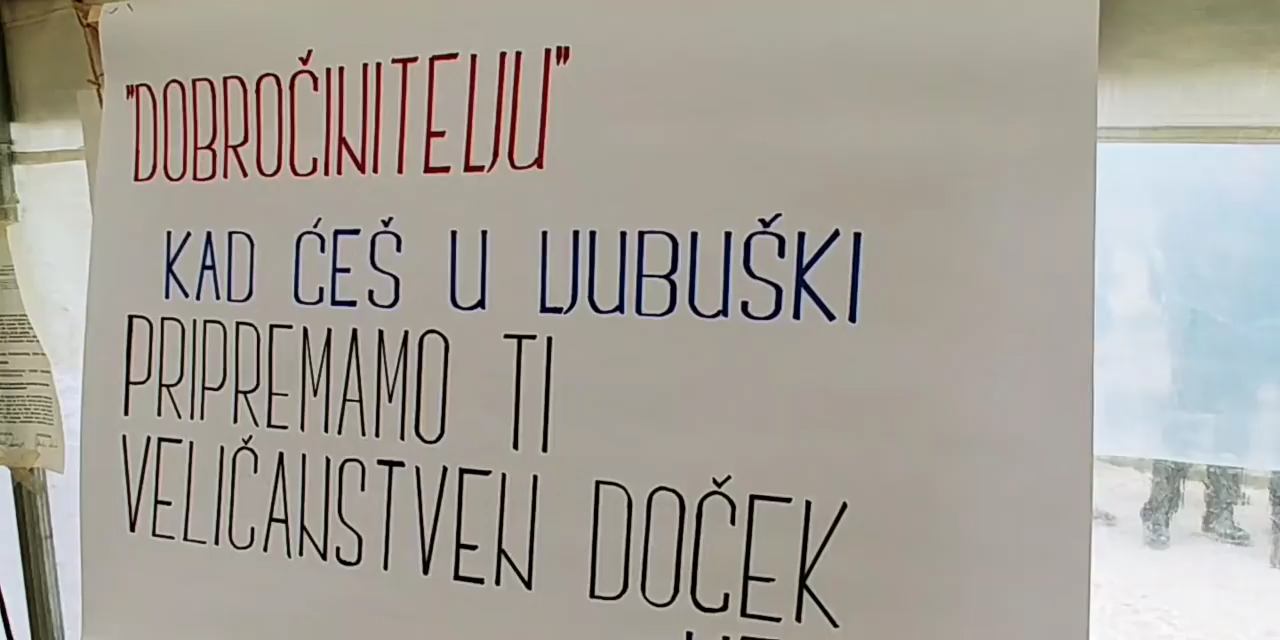 "DOBROČINITELJU"
KAD ĆEŠ U LJUBUŠKI
PRIPREMAMO TI
VELIČANSTVEN DOČEK